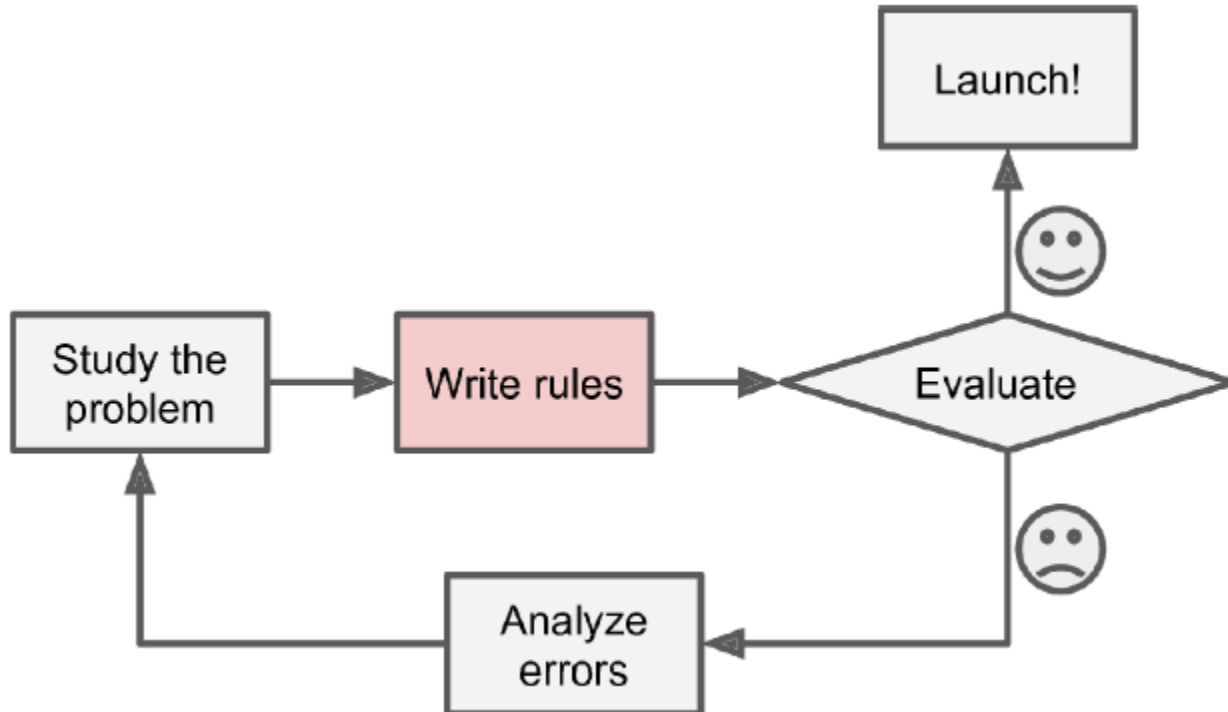 Launch!
Study the
problem
Write rules
Evaluate
Analyze
errors